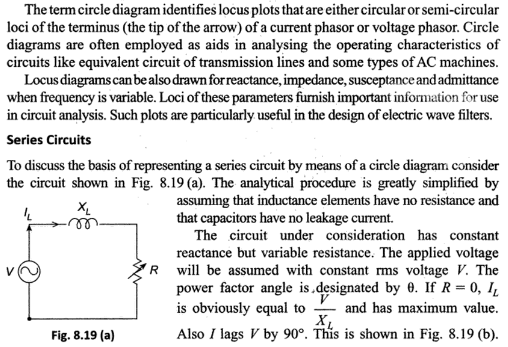 The term circle diagram identifies locus plots that are either circular or semi-circular
loci of the terminus (the tip of the arrow) of a current phasor or voltage phasor. Circle
diagrams are often employed as aids in analysing the operating characteristics of
circuits like equivalent circuit of transmission lines and some types of AC machines.
Locus diagrams can be also drawn for reactance, impedance, susceptance and admittance
when frequency is variable. Loci of these parameters furnish important information for use
in circuit analysis. Such plots are particularly useful in the design of electric wave filters.
Series Circuits
To discuss the basis of representing a series circuit by means of a circle diagram consider
the circuit shown in Fig. 8.19 (a). The analytical procedure is greatly simplified by
assuming that inductance elements have no resistance and
that capacitors have no leakage current.
The circuit under consideration has constant
reactance but variable resistance. The applied voltage
will be assumed with constant rms voltage V. The
power factor angle is designated by θ. If R = 0, I_L
is obviously equal to V/X_L and has maximum value.
Also I lags V by 90°. This is shown in Fig. 8.19 (b).
I_L
X_L
V
R
Fig. 8.19 (a)